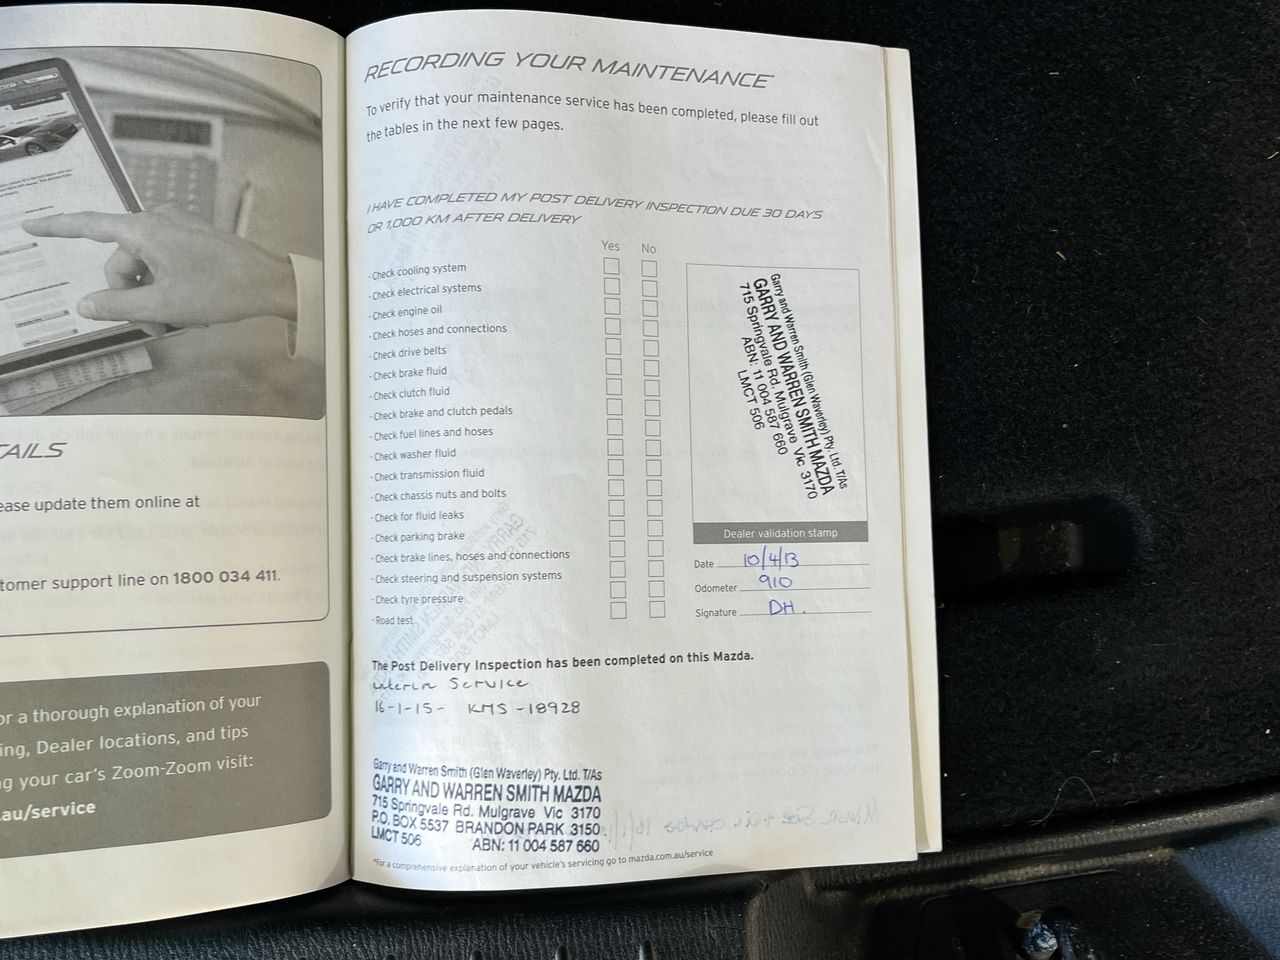 TAILS
ease update them online at
tomer support line on 1800 034 411.
or a thorough explanation of your
ing, Dealer locations, and tips
g your car's Zoom-Zoom visit:
.au/service
RECORDING YOUR MAINTENANCE*
To verify that your maintenance service has been completed, please fill out
the tables in the next few pages.
I HAVE COMPLETED MY POST DELIVERY INSPECTION DUE 30 DAYS
OR 1,000 KM AFTER DELIVERY
Yes No
- Check cooling system
- Check electrical systems
- Check engine oil
- Check hoses and connections
- Check drive belts
- Check brake fluid
- Check clutch fluid
- Check brake and clutch pedals
- Check fuel lines and hoses
- Check washer fluid
- Check transmission fluid
- Check chassis nuts and bolts
- Check for fluid leaks
- Check parking brake
- Check brake lines, hoses and connections
- Check steering and suspension systems
- Check tyre pressure
- Road test
Garry and Warren Smith (Glen Waverley) Pty. Ltd. T/As
GARRY AND WARREN SMITH MAZDA
715 Springvale Rd. Mulgrave Vic 3170
ABN: 11 004 587 660
LMCT 506
Dealer validation stamp
Date 10/4/13
Odometer 910
Signature DH.
The Post Delivery Inspection has been completed on this Mazda.
interim Service
16-1-15- KMS -18928
Garry and Warren Smith (Glen Waverley) Pty. Ltd. T/As
GARRY AND WARREN SMITH MAZDA
715 Springvale Rd. Mulgrave Vic 3170
P.O. BOX 5537 BRANDON PARK 3150
LMCT 506 ABN: 11 004 587 660
*For a comprehensive explanation of your vehicle's servicing go to mazda.com.au/service